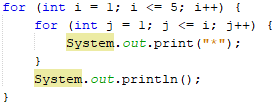 for (int i = 1; i <= 5; i++) {
    for (int j = 1; j <= i; j++) {
        System.out.print("*");
    }
    System.out.println();
}